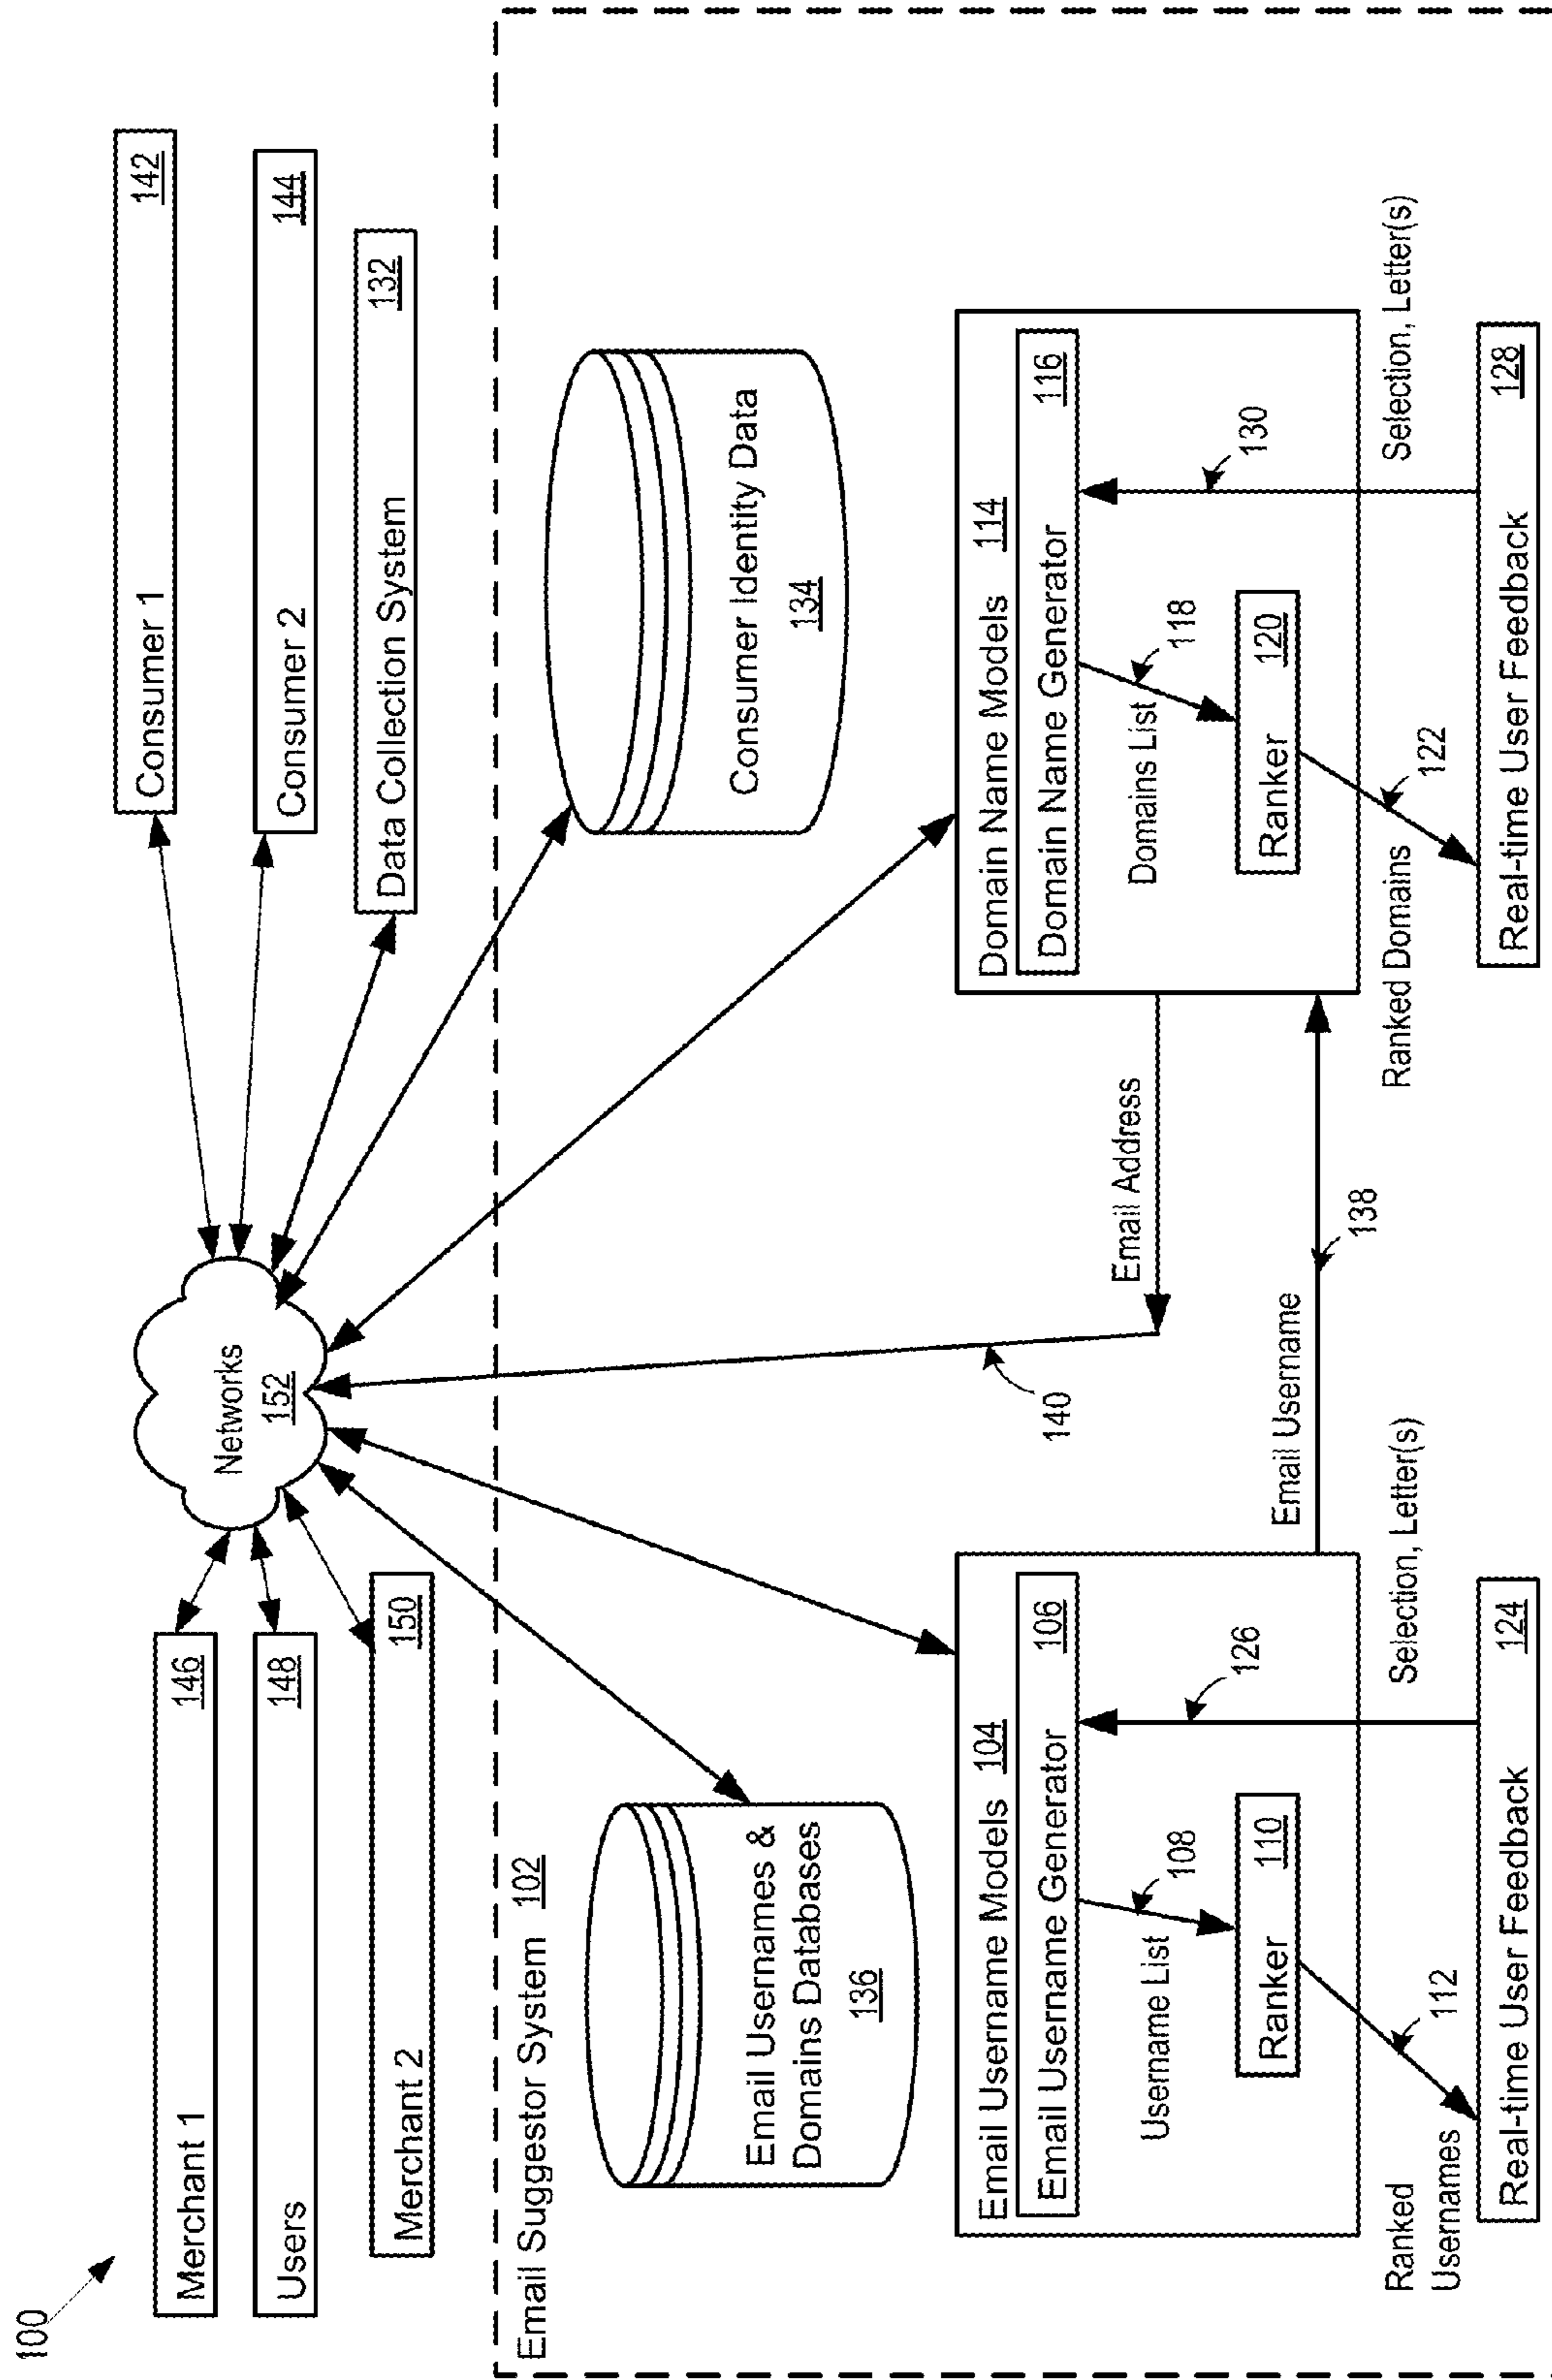 100
Merchant 1 146
Users 148
Merchant 2 150
Networks
152
Consumer 1 142
Consumer 2 144
Data Collection System 132
Email Suggestor System 102
Email Usernames &
Domains Databases
136
Consumer Identity Data
134
Email Username Models 104
Email Username Generator 106
Username List
108
126
Ranker 110
112
Ranked
Usernames
Selection, Letter(s)
Real-time User Feedback 124
140
Email Address
Email Username
138
Domain Name Models 114
Domain Name Generator 116
Domains List
118
130
Ranker 120
122
Ranked Domains
Selection, Letter(s)
Real-time User Feedback 128